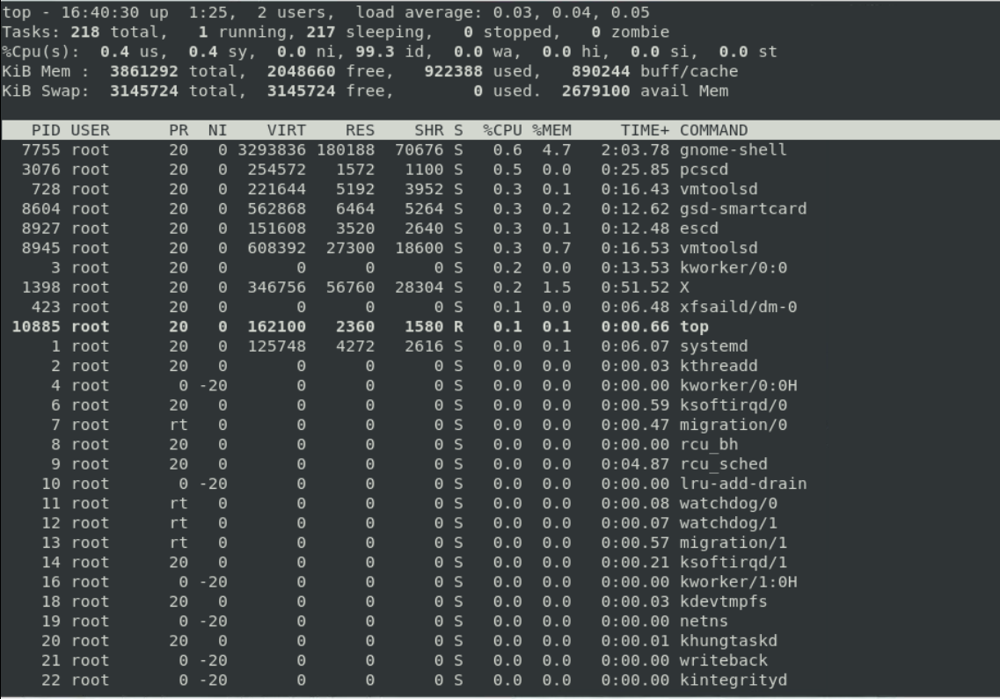 top - 16:40:30 up  1:25,  2 users,  load average: 0.03, 0.04, 0.05
Tasks: 218 total,   1 running, 217 sleeping,   0 stopped,   0 zombie
%Cpu(s):  0.4 us,  0.4 sy,  0.0 ni, 99.3 id,  0.0 wa,  0.0 hi,  0.0 si,  0.0 st
KiB Mem :  3861292 total,  2048660 free,   922388 used,   890244 buff/cache
KiB Swap:  3145724 total,  3145724 free,        0 used.  2679100 avail Mem
PID USER      PR  NI    VIRT    RES    SHR S  %CPU %MEM     TIME+ COMMAND
7755 root      20   0 3293836 180188  70676 S   0.6  4.7   2:03.78 gnome-shell
3076 root      20   0  254572   1572   1100 S   0.5  0.0   0:25.85 pcscd
728 root      20   0  221644   5192   3952 S   0.3  0.1   0:16.43 vmtoolsd
8604 root      20   0  562868   6464   5264 S   0.3  0.2   0:12.62 gsd-smartcard
8927 root      20   0  151608   3520   2640 S   0.3  0.1   0:12.48 escd
8945 root      20   0  608392  27300  18600 S   0.3  0.7   0:16.53 vmtoolsd
3 root      20   0       0      0      0 S   0.2  0.0   0:13.53 kworker/0:0
1398 root      20   0  346756  56760  28304 S   0.2  1.5   0:51.52 X
423 root      20   0       0      0      0 S   0.1  0.0   0:06.48 xfsaild/dm-0
10885 root      20   0  162100   2360   1580 R   0.1  0.1   0:00.66 top
1 root      20   0  125748   4272   2616 S   0.0  0.1   0:06.07 systemd
2 root      20   0       0      0      0 S   0.0  0.0   0:00.03 kthreadd
4 root       0 -20       0      0      0 S   0.0  0.0   0:00.00 kworker/0:0H
6 root      20   0       0      0      0 S   0.0  0.0   0:00.59 ksoftirqd/0
7 root      rt   0       0      0      0 S   0.0  0.0   0:00.47 migration/0
8 root      20   0       0      0      0 S   0.0  0.0   0:00.00 rcu_bh
9 root      20   0       0      0      0 S   0.0  0.0   0:04.87 rcu_sched
10 root       0 -20       0      0      0 S   0.0  0.0   0:00.00 lru-add-drain
11 root      rt   0       0      0      0 S   0.0  0.0   0:00.08 watchdog/0
12 root      rt   0       0      0      0 S   0.0  0.0   0:00.07 watchdog/1
13 root      rt   0       0      0      0 S   0.0  0.0   0:00.57 migration/1
14 root      20   0       0      0      0 S   0.0  0.0   0:00.21 ksoftirqd/1
16 root       0 -20       0      0      0 S   0.0  0.0   0:00.00 kworker/1:0H
18 root      20   0       0      0      0 S   0.0  0.0   0:00.03 kdevtmpfs
19 root       0 -20       0      0      0 S   0.0  0.0   0:00.00 netns
20 root      20   0       0      0      0 S   0.0  0.0   0:00.01 khungtaskd
21 root       0 -20       0      0      0 S   0.0  0.0   0:00.00 writeback
22 root       0 -20       0      0      0 S   0.0  0.0   0:00.00 kintegrityd